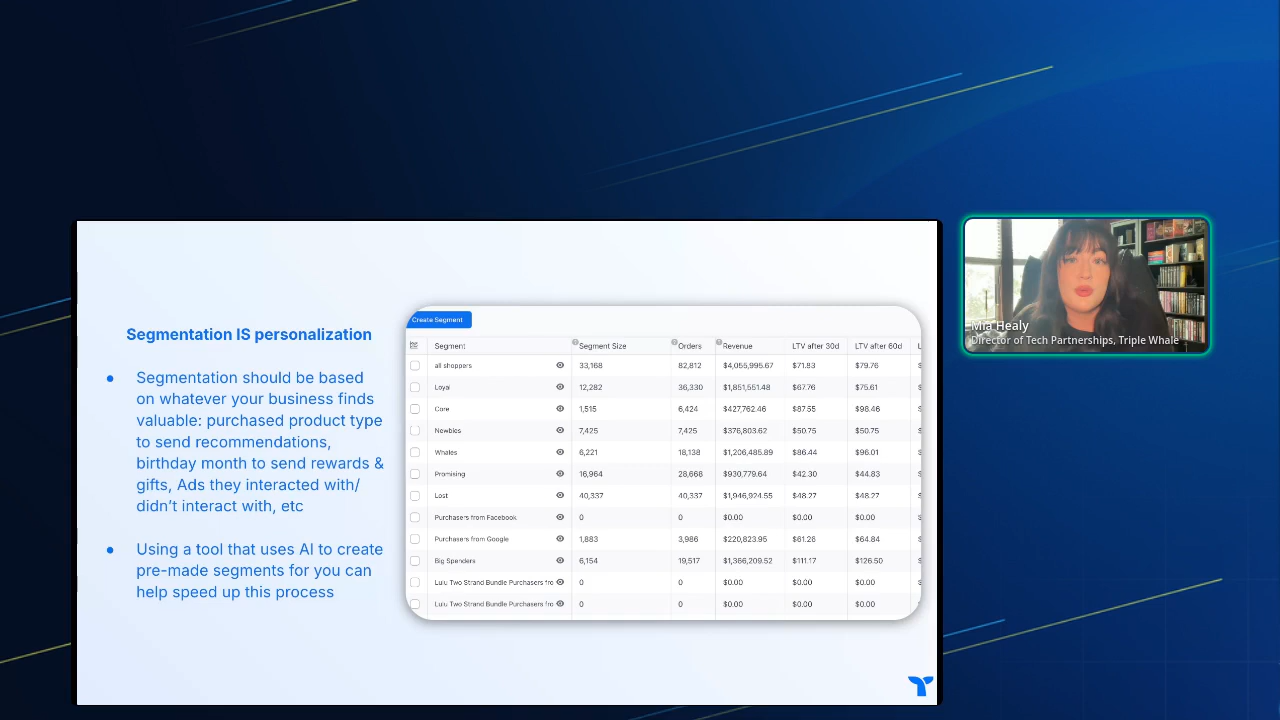 Segmentation IS personalization
● Segmentation should be based
on whatever your business finds
valuable: purchased product type
to send recommendations,
birthday month to send rewards &
gifts, Ads they interacted with/
didn't interact with, etc
● Using a tool that uses AI to create
pre-made segments for you can
help speed up this process
Create Segment
Segment Segment Size Orders Revenue LTV after 30d LTV after 60d
all shoppers 33,168 82,812 $4,055,995.67 $71.83 $79.76
Loyal 12,282 36,330 $1,851,551.48 $67.76 $75.61
Core 1,515 6,424 $427,762.46 $87.55 $98.46
Newbies 7,425 7,425 $376,803.62 $50.75 $50.75
Whales 6,221 18,138 $1,206,485.89 $86.44 $96.01
Promising 16,964 28,668 $930,779.64 $42.30 $44.83
Lost 40,337 40,337 $1,946,924.55 $48.27 $48.27
Purchasers from Facebook 0 0 $0.00 $0.00 $0.00
Purchasers from Google 1,883 3,986 $220,823.95 $61.26 $64.84
Big Spenders 6,154 19,517 $1,366,209.52 $111.17 $126.50
Lulu Two Strand Bundle Purchasers fro 0 0 $0.00 $0.00 $0.00
Lulu Two Strand Bundle Purchasers fro 0 0 $0.00 $0.00 $0.00
Mia Healy
Director of Tech Partnerships, Triple Whale